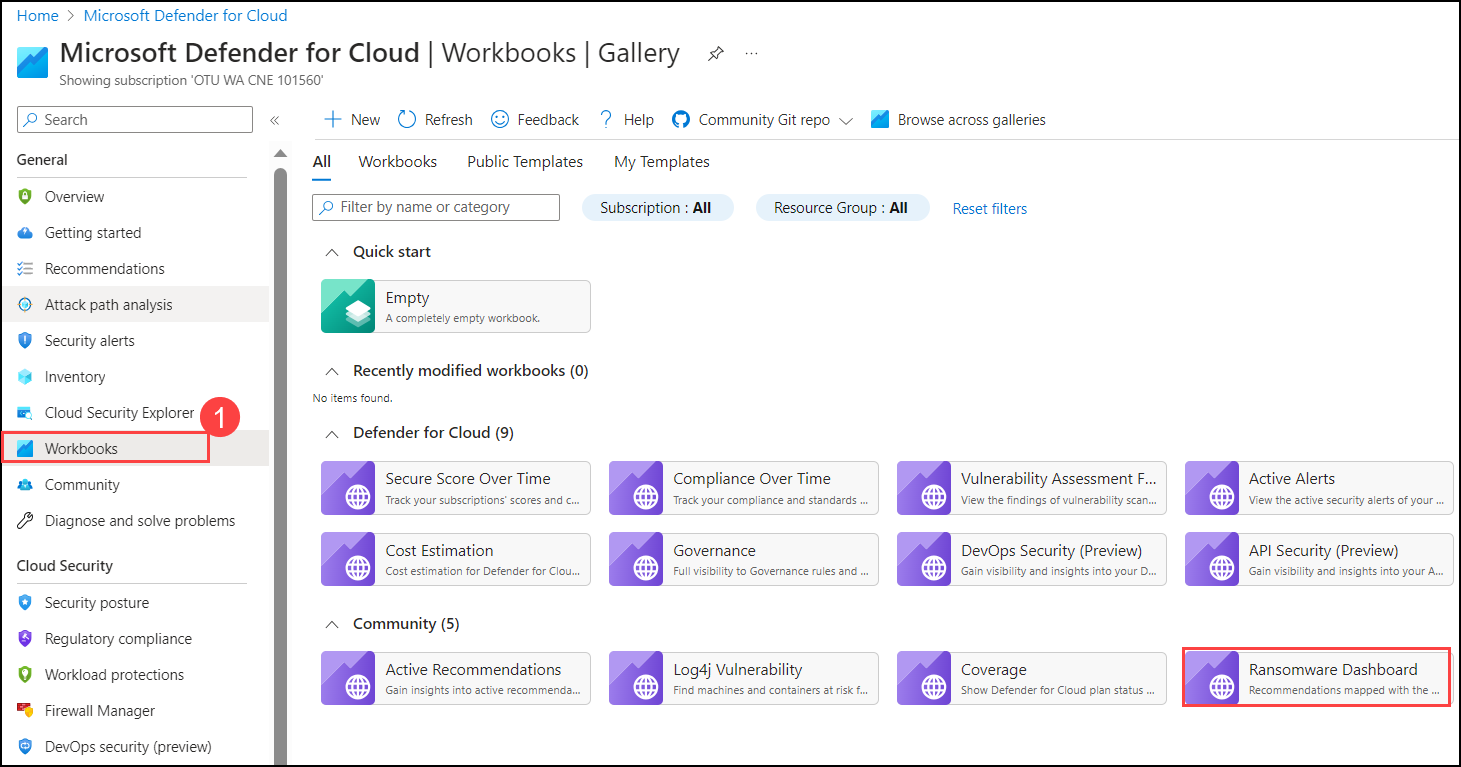 Home > Microsoft Defender for Cloud
Microsoft Defender for Cloud | Workbooks | Gallery ...
Showing subscription 'OTU WA CNE 101560'
Search «
General
Overview
Getting started
Recommendations
Attack path analysis
Security alerts
Inventory
Cloud Security Explorer
1
Workbooks
Community
Diagnose and solve problems
Cloud Security
Security posture
Regulatory compliance
Workload protections
Firewall Manager
DevOps security (preview)
New Refresh Feedback Help Community Git repo Browse across galleries
All Workbooks Public Templates My Templates
Filter by name or category Subscription : All Resource Group : All Reset filters
Quick start
Empty
A completely empty workbook.
Recently modified workbooks (0)
No items found.
Defender for Cloud (9)
Secure Score Over Time
Track your subscriptions' scores and c...
Compliance Over Time
Track your compliance and standards ...
Vulnerability Assessment F...
View the findings of vulnerability scan...
Active Alerts
View the active security alerts of your ...
Cost Estimation
Cost estimation for Defender for Clou...
Governance
Full visibility to Governance rules and ...
DevOps Security (Preview)
Gain visibility and insights into your D...
API Security (Preview)
Gain visibility and insights into your A...
Community (5)
Active Recommendations
Gain insights into active recommenda...
Log4j Vulnerability
Find machines and containers at risk f...
Coverage
Show Defender for Cloud plan status ...
Ransomware Dashboard
Recommendations mapped with the ...